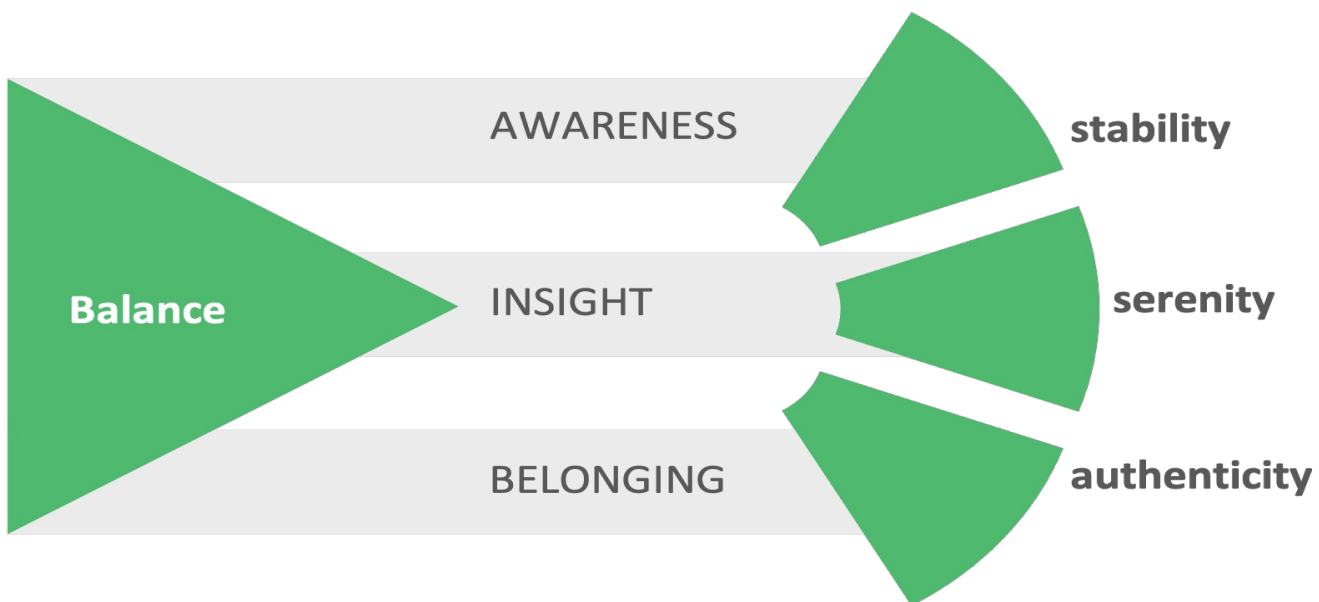 AWARENESS
stability
Balance
INSIGHT
serenity
BELONGING
authenticity